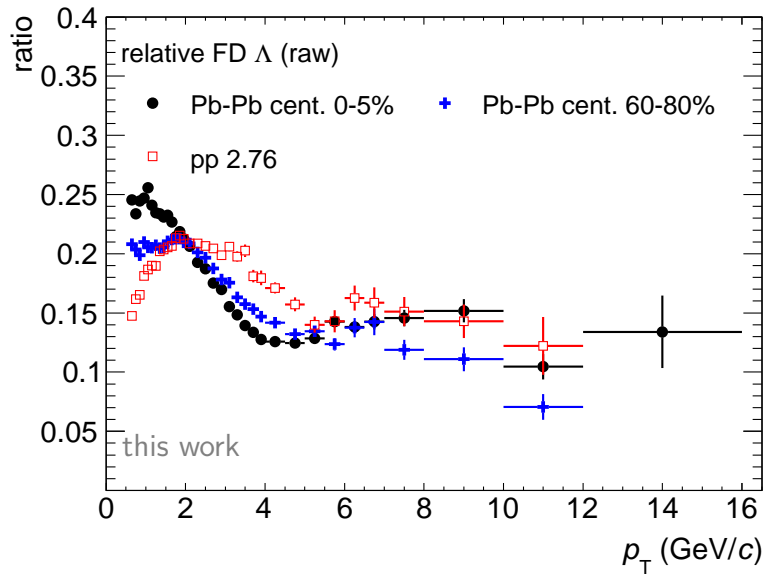 ratio
0.4
0.35
0.3
0.25
0.2
0.15
0.1
0.05
relative FD Λ (raw)
Pb-Pb cent. 0-5%
Pb-Pb cent. 60-80%
pp 2.76
this work
0 2 4 6 8 10 12 14 16
p_T (GeV/c)